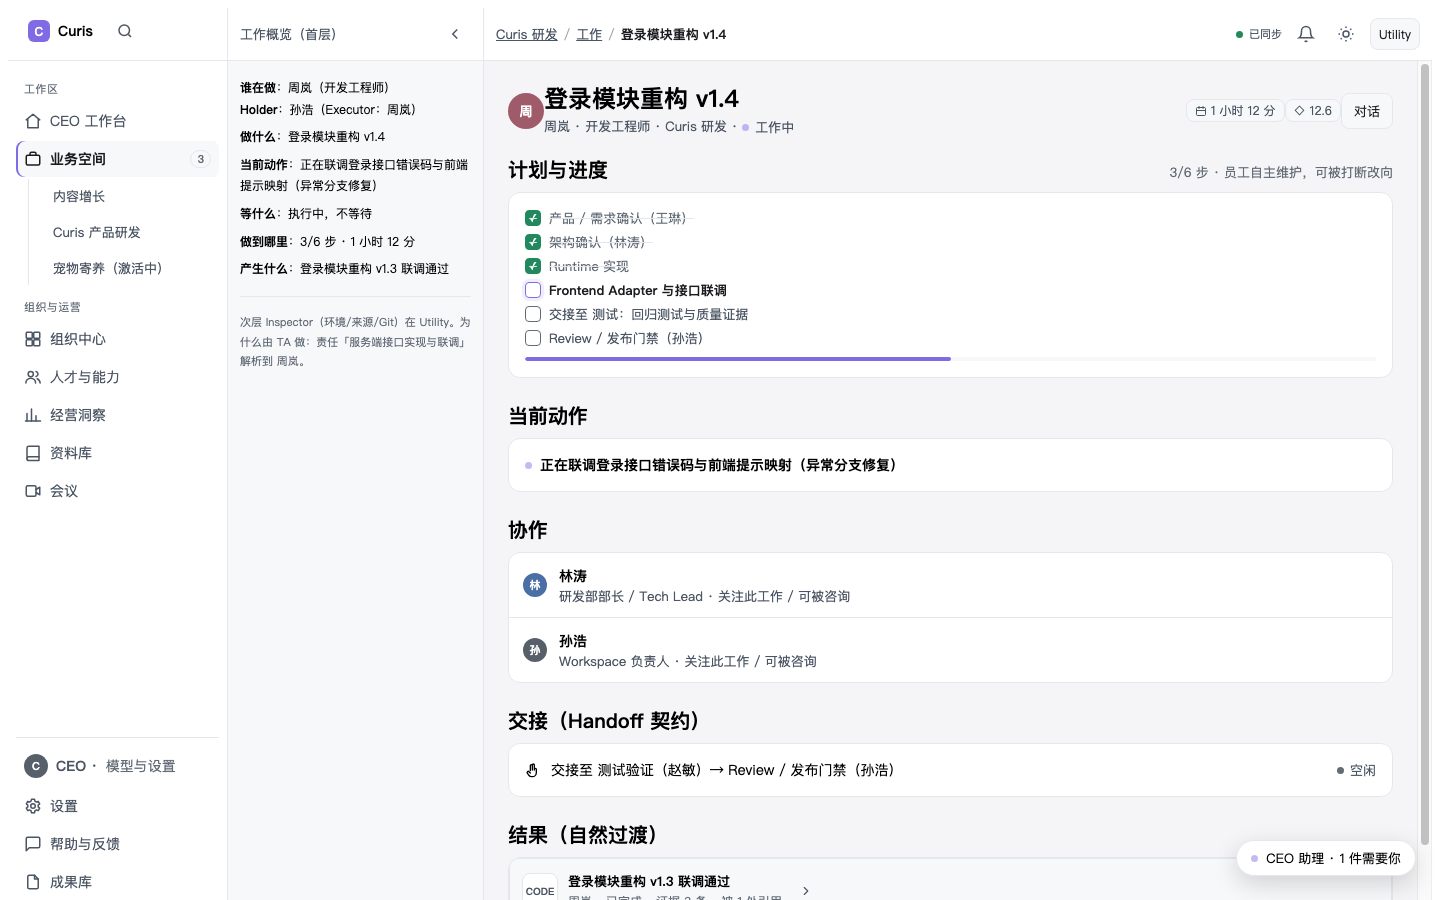 C Curis
工作区
CEO 工作台
业务空间 3
内容增长
Curis 产品研发
宠物寄养（激活中）
组织与运营
组织中心
人才与能力
经营洞察
资料库
会议
C CEO · 模型与设置
设置
帮助与反馈
成果库
工作概览（首层）
谁在做：周岚（开发工程师）
Holder：孙浩（Executor：周岚）
做什么：登录模块重构 v1.4
当前动作：正在联调登录接口错误码与前端
提示映射（异常分支修复）
等什么：执行中，不等待
做到哪里：3/6 步 · 1 小时 12 分
产生什么：登录模块重构 v1.3 联调通过
次层 Inspector（环境/来源/Git）在 Utility。为
什么由 TA 做：责任「服务端接口实现与联调」
解析到 周岚。
Curis 研发 / 工作 / 登录模块重构 v1.4
已同步
Utility
周
登录模块重构 v1.4
周岚 · 开发工程师 · Curis 研发 · 工作中
1 小时 12 分
12.6
对话
计划与进度
3/6 步 · 员工自主维护，可被打断改向
产品 / 需求确认（王琳）
架构确认（林涛）
Runtime 实现
Frontend Adapter 与接口联调
交接至 测试：回归测试与质量证据
Review / 发布门禁（孙浩）
当前动作
正在联调登录接口错误码与前端提示映射（异常分支修复）
协作
林
林涛
研发部部长 / Tech Lead · 关注此工作 / 可被咨询
孙
孙浩
Workspace 负责人 · 关注此工作 / 可被咨询
交接（Handoff 契约）
交接至 测试验证（赵敏）→ Review / 发布门禁（孙浩）
空闲
结果（自然过渡）
CODE
登录模块重构 v1.3 联调通过
CEO 助理 · 1 件需要你